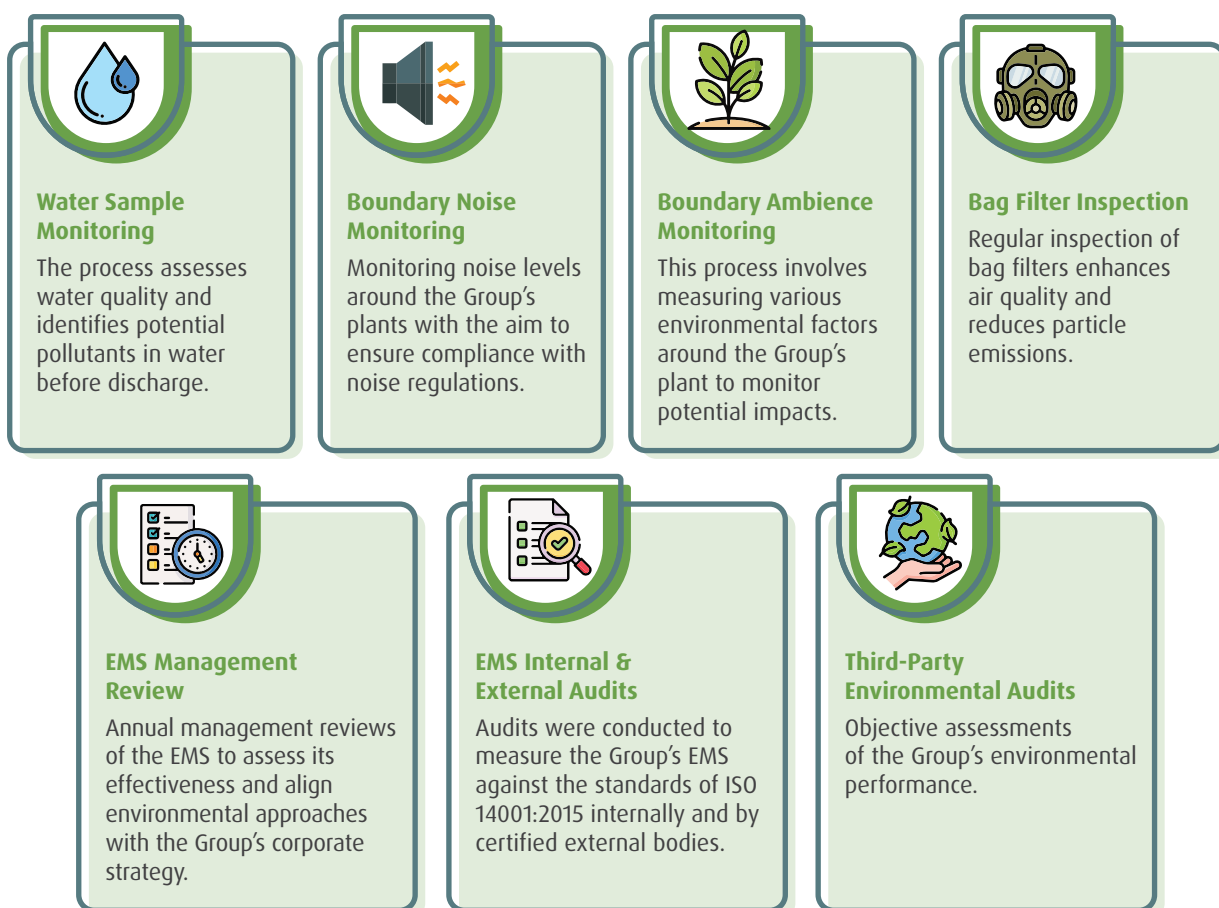 Water Sample
Monitoring
The process assesses
water quality and
identifies potential
pollutants in water
before discharge.
Boundary Noise
Monitoring
Monitoring noise levels
around the Group’s
plants with the aim to
ensure compliance with
noise regulations.
Boundary Ambience
Monitoring
This process involves
measuring various
environmental factors
around the Group’s
plant to monitor
potential impacts.
Bag Filter Inspection
Regular inspection of
bag filters enhances
air quality and
reduces particle
emissions.
EMS Management
Review
Annual management reviews
of the EMS to assess its
effectiveness and align
environmental approaches
with the Group’s corporate
strategy.
EMS Internal &
External Audits
Audits were conducted to
measure the Group’s EMS
against the standards of ISO
14001:2015 internally and by
certified external bodies.
Third-Party
Environmental Audits
Objective assessments
of the Group’s environmental
performance.